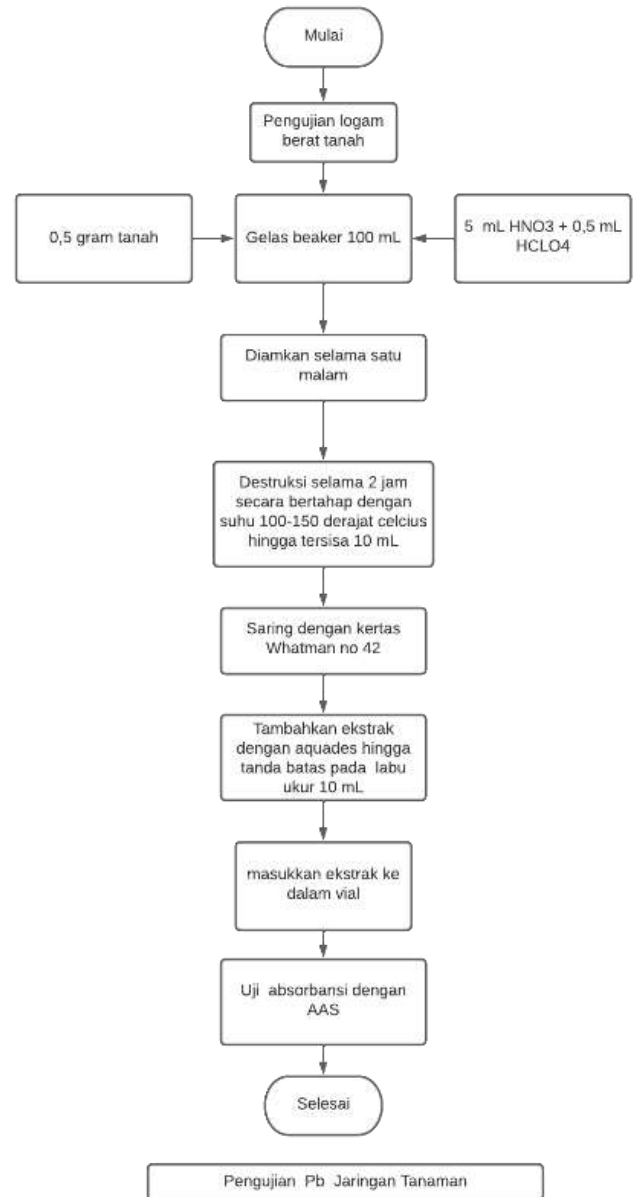 Mulai
Pengujian logam
berat tanah
0,5 gram tanah
Gelas beaker 100 mL
5 mL HNO3 + 0,5 mL
HCLO4
Diamkan selama satu
malam
Destruksi selama 2 jam
secara bertahap dengan
suhu 100-150 derajat celcius
hingga tersisa 10 mL
Saring dengan kertas
Whatman no 42
Tambahkan ekstrak
dengan aquades hingga
tanda batas pada labu
ukur 10 mL
masukkan ekstrak ke
dalam vial
Uji absorbansi dengan
AAS
Selesai
Pengujian Pb Jaringan Tanaman